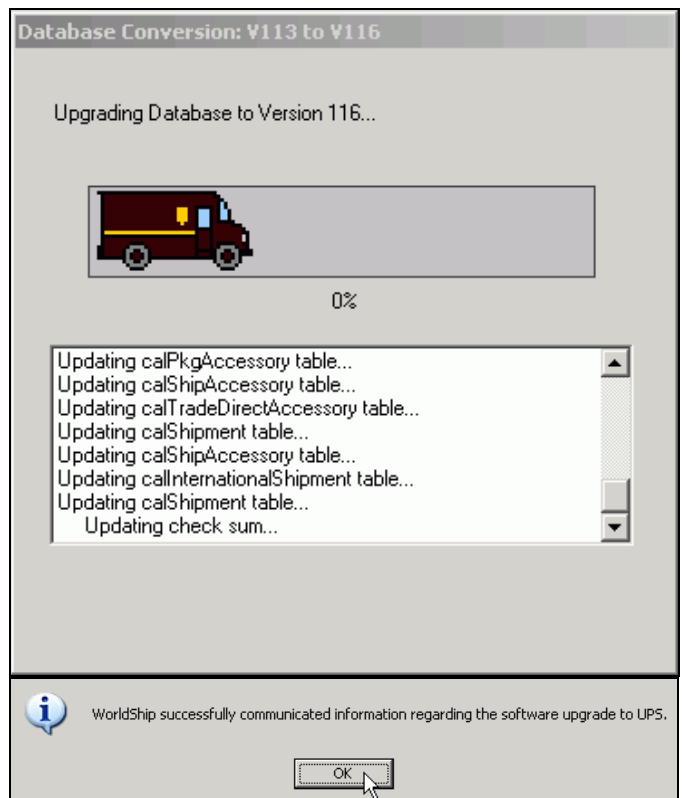 Database Conversion: V113 to V116
Upgrading Database to Version 116...
0%
Updating calPkgAccessory table...
Updating calShipAccessory table...
Updating calTradeDirectAccessory table...
Updating calShipment table...
Updating calShipAccessory table...
Updating calInternationalShipment table...
Updating calShipment table...
Updating check sum...
WorldShip successfully communicated information regarding the software upgrade to UPS.
OK